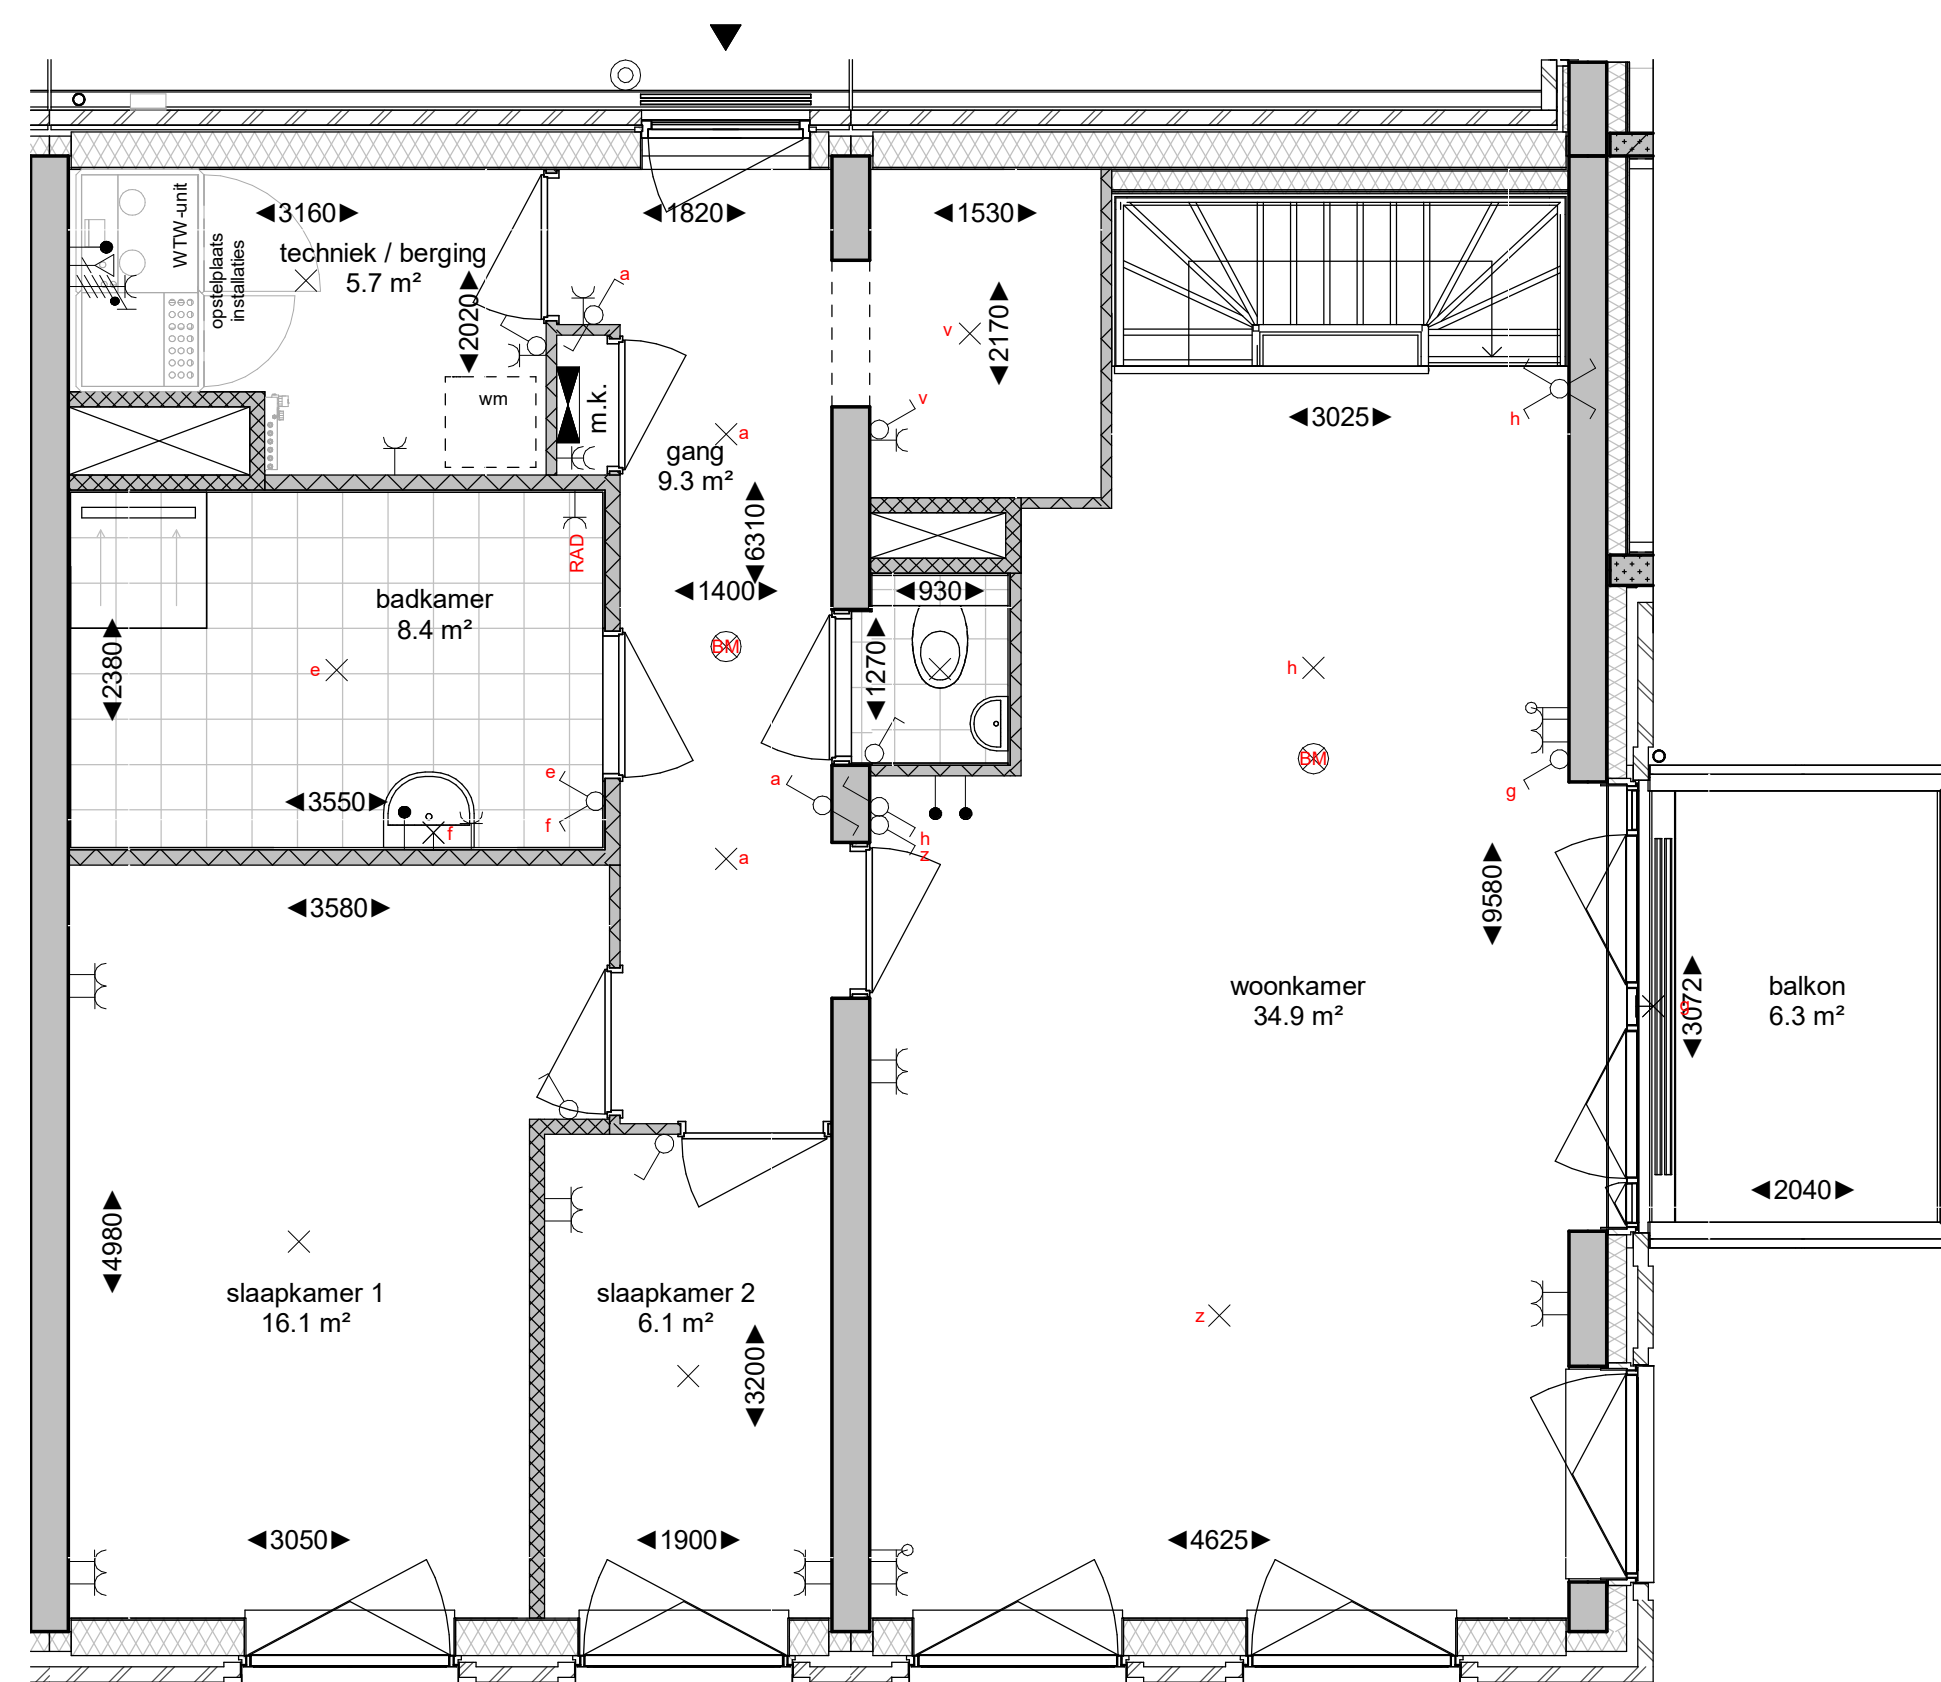 3160
1820
1530
WTW-unit
opstelplaats
installaties
techniek / berging
5.7 m²
2020
a
v
2170
wm
m.k.
v
3025
h
a
gang
9.3 m²
6310
RAD
1400
930
badkamer
8.4 m²
2380
e
BM
1270
h
BM
e
f
3550
f
a
h
z
g
a
3580
9580
woonkamer
34.9 m²
3072
g
balkon
6.3 m²
2040
4980
slaapkamer 1
16.1 m²
slaapkamer 2
6.1 m²
3200
z
3050
1900
4625